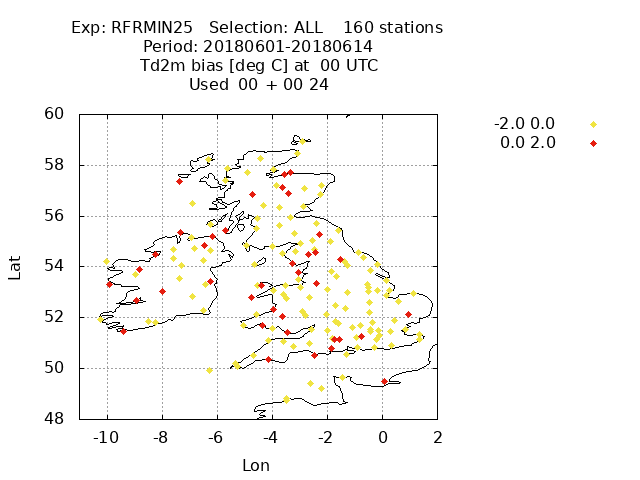 Exp: RFRMIN25 Selection: ALL 160 stations
Period: 20180601-20180614
Td2m bias [deg C] at 00 UTC
Used 00 + 00 24
-2.0 0.0
0.0 2.0
60
58
56
54
52
50
48
Lat
-10 -8 -6 -4 -2 0 2
Lon